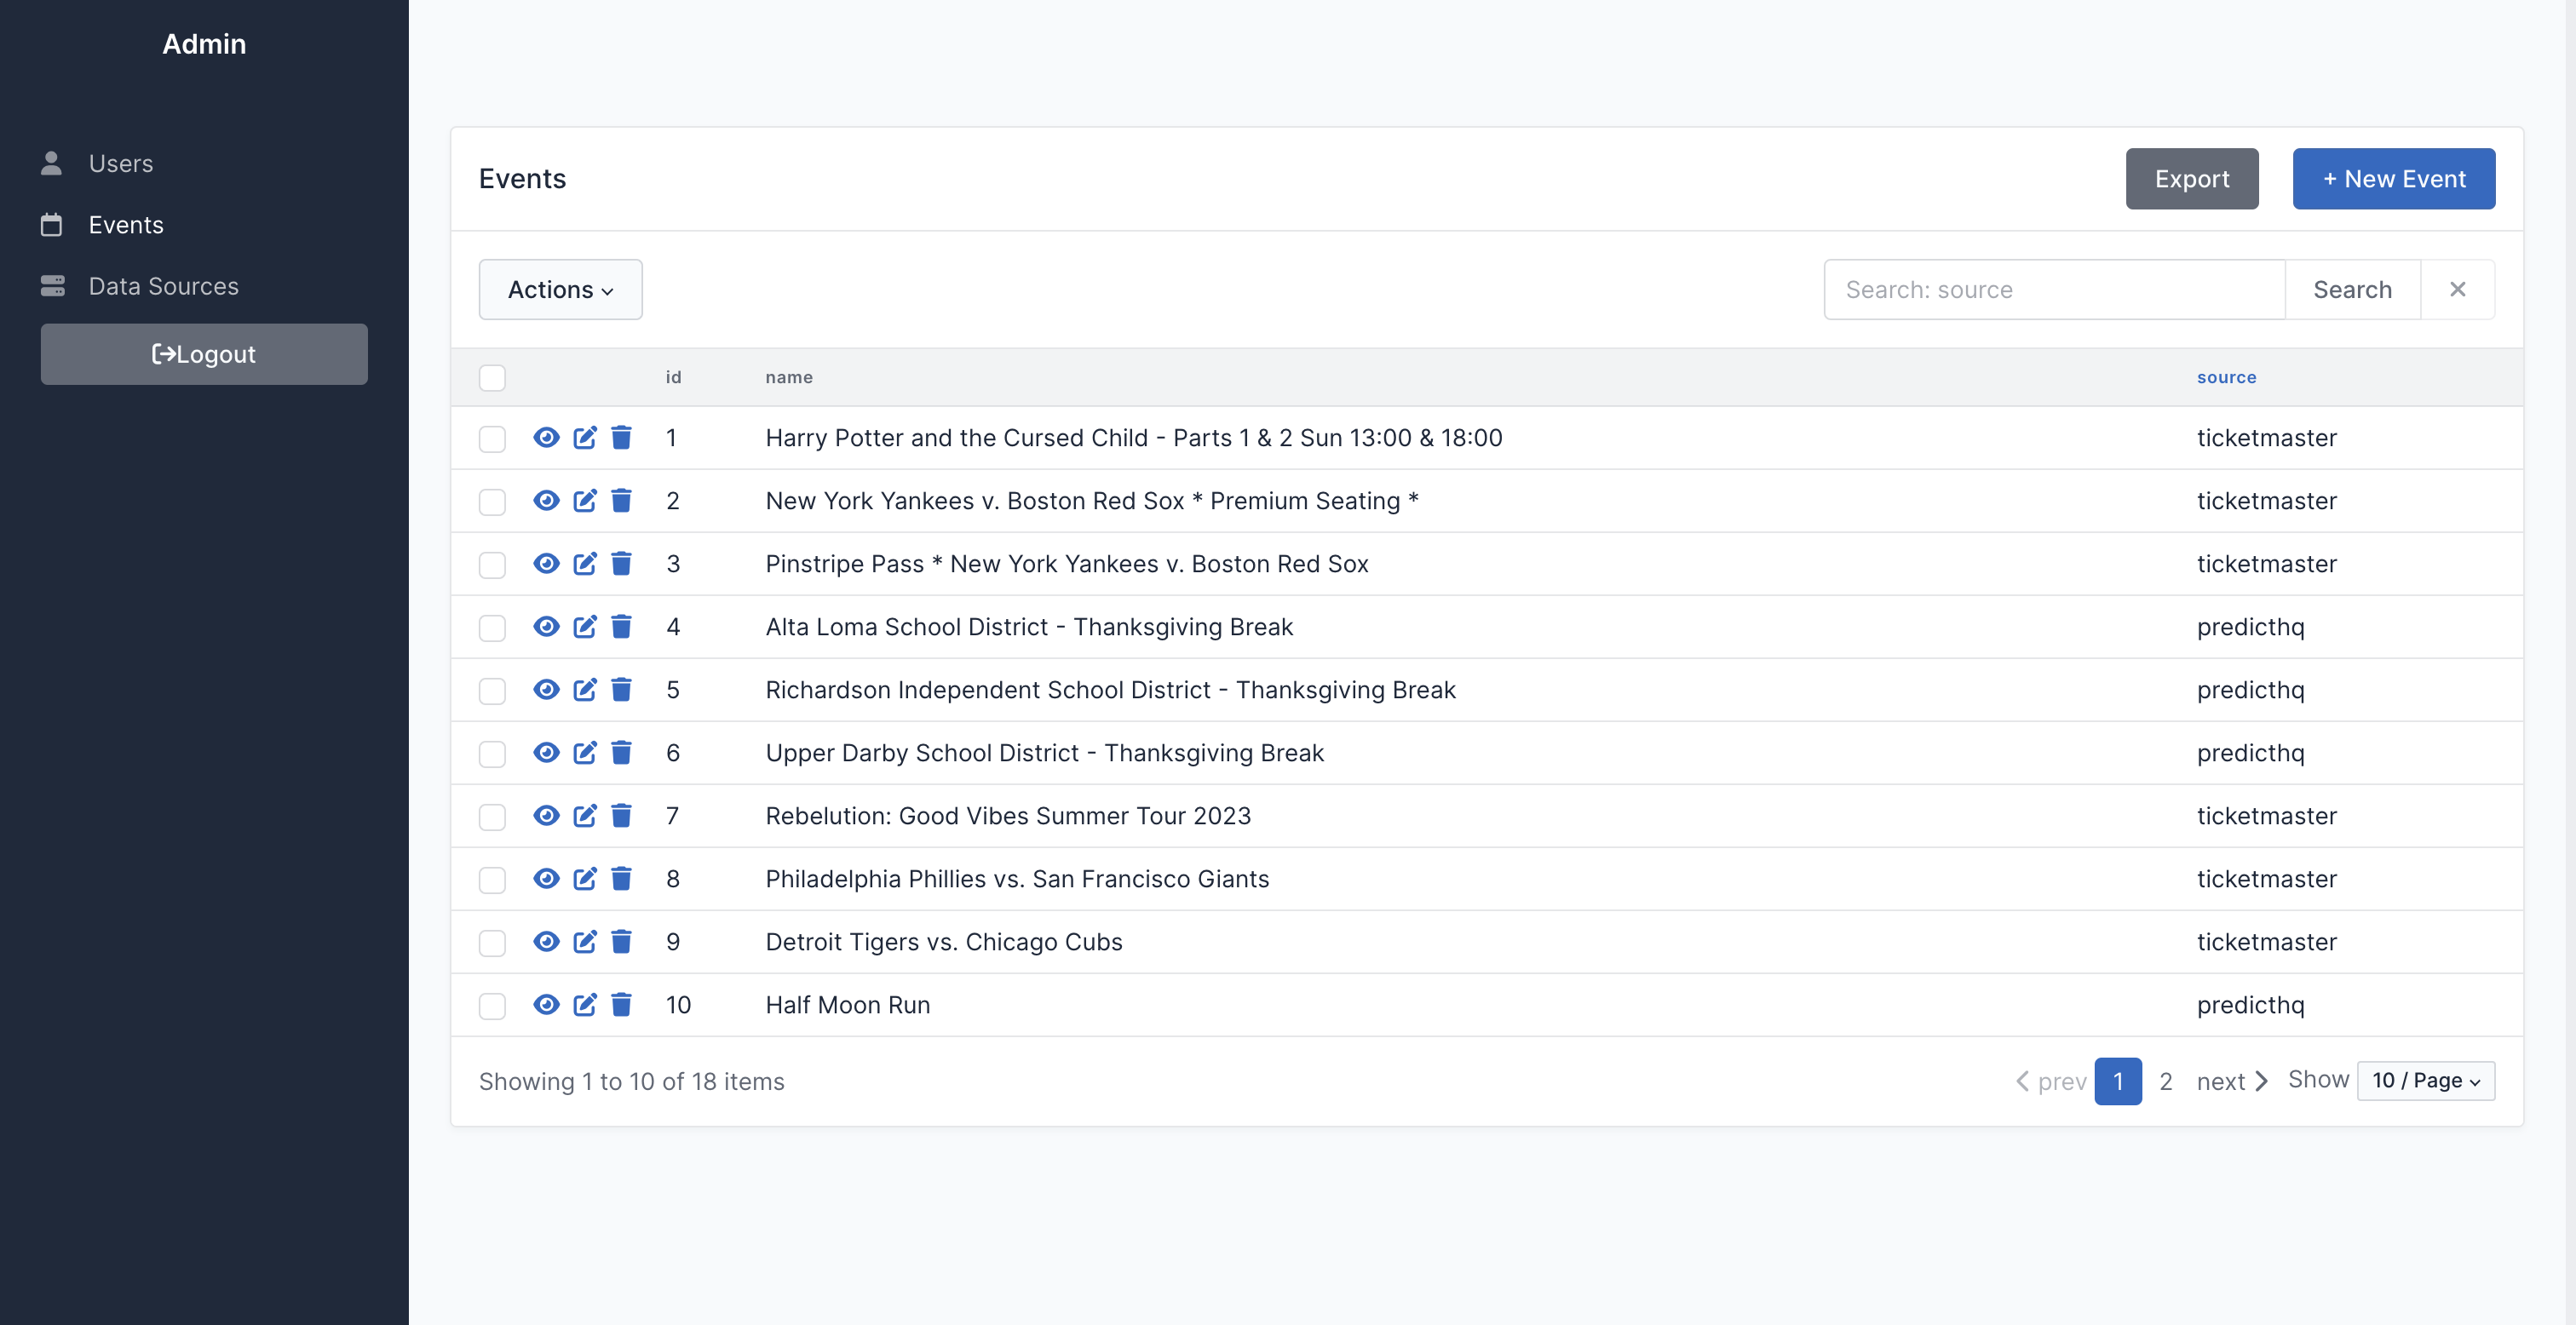 Admin
Users
Events
Data Sources
Logout
Events
Export
+ New Event
Actions
Search: source
Search
id name source
1 Harry Potter and the Cursed Child - Parts 1 & 2 Sun 13:00 & 18:00 ticketmaster
2 New York Yankees v. Boston Red Sox * Premium Seating * ticketmaster
3 Pinstripe Pass * New York Yankees v. Boston Red Sox ticketmaster
4 Alta Loma School District - Thanksgiving Break predicthq
5 Richardson Independent School District - Thanksgiving Break predicthq
6 Upper Darby School District - Thanksgiving Break predicthq
7 Rebelution: Good Vibes Summer Tour 2023 ticketmaster
8 Philadelphia Phillies vs. San Francisco Giants ticketmaster
9 Detroit Tigers vs. Chicago Cubs ticketmaster
10 Half Moon Run predicthq
Showing 1 to 10 of 18 items
prev 1 2 next Show 10 / Page